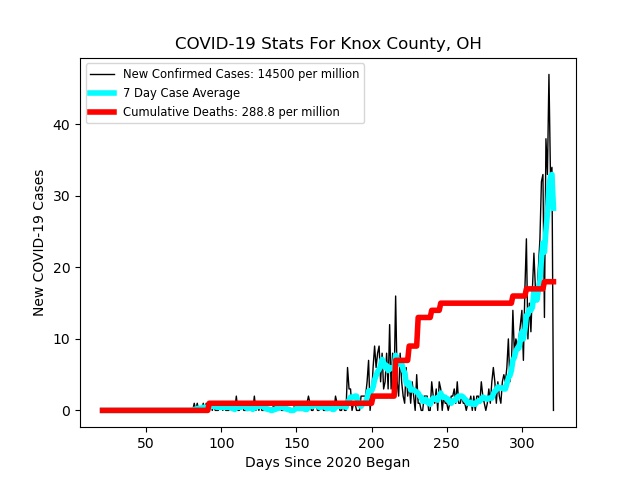 COVID-19 Stats For Knox County, OH
New Confirmed Cases: 14500 per million
7 Day Case Average
Cumulative Deaths: 288.8 per million
New COVID-19 Cases
40
30
20
10
0
50 100 150 200 250 300
Days Since 2020 Began